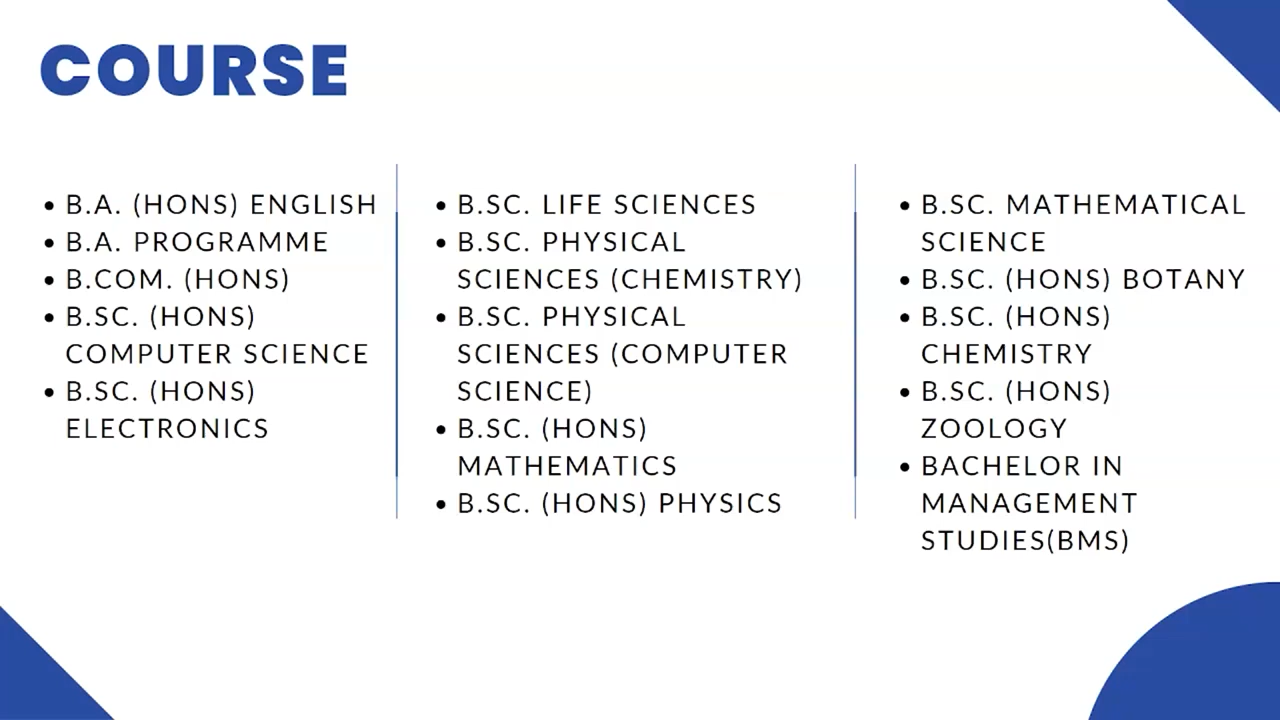 COURSE
• B.A. (HONS) ENGLISH
• B.A. PROGRAMME
• B.COM. (HONS)
• B.SC. (HONS)
COMPUTER SCIENCE
• B.SC. (HONS)
ELECTRONICS
• B.SC. LIFE SCIENCES
• B.SC. PHYSICAL
SCIENCES (CHEMISTRY)
• B.SC. PHYSICAL
SCIENCES (COMPUTER
SCIENCE)
• B.SC. (HONS)
MATHEMATICS
• B.SC. (HONS) PHYSICS
• B.SC. MATHEMATICAL
SCIENCE
• B.SC. (HONS) BOTANY
• B.SC. (HONS)
CHEMISTRY
• B.SC. (HONS)
ZOOLOGY
• BACHELOR IN
MANAGEMENT
STUDIES(BMS)